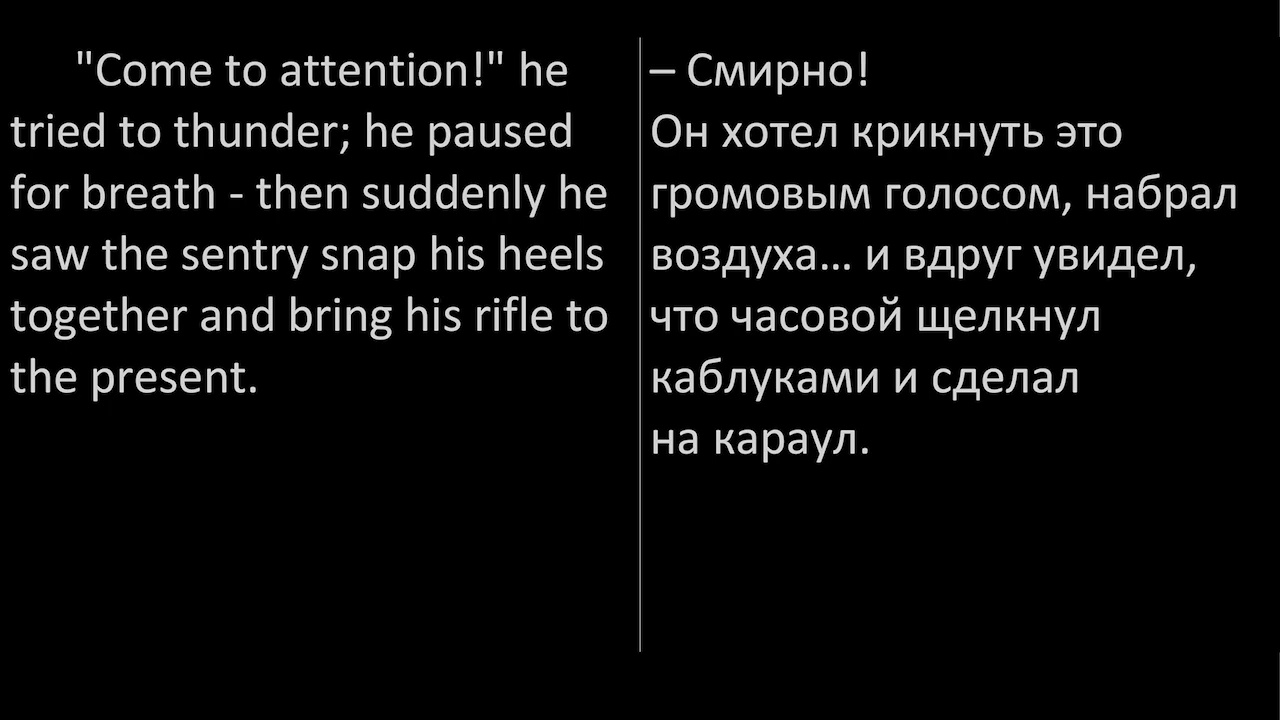 "Come to attention!" he
tried to thunder; he paused
for breath - then suddenly he
saw the sentry snap his heels
together and bring his rifle to
the present.
– Смирно!
Он хотел крикнуть это
громовым голосом, набрал
воздуха... и вдруг увидел,
что часовой щелкнул
каблуками и сделал
на караул.